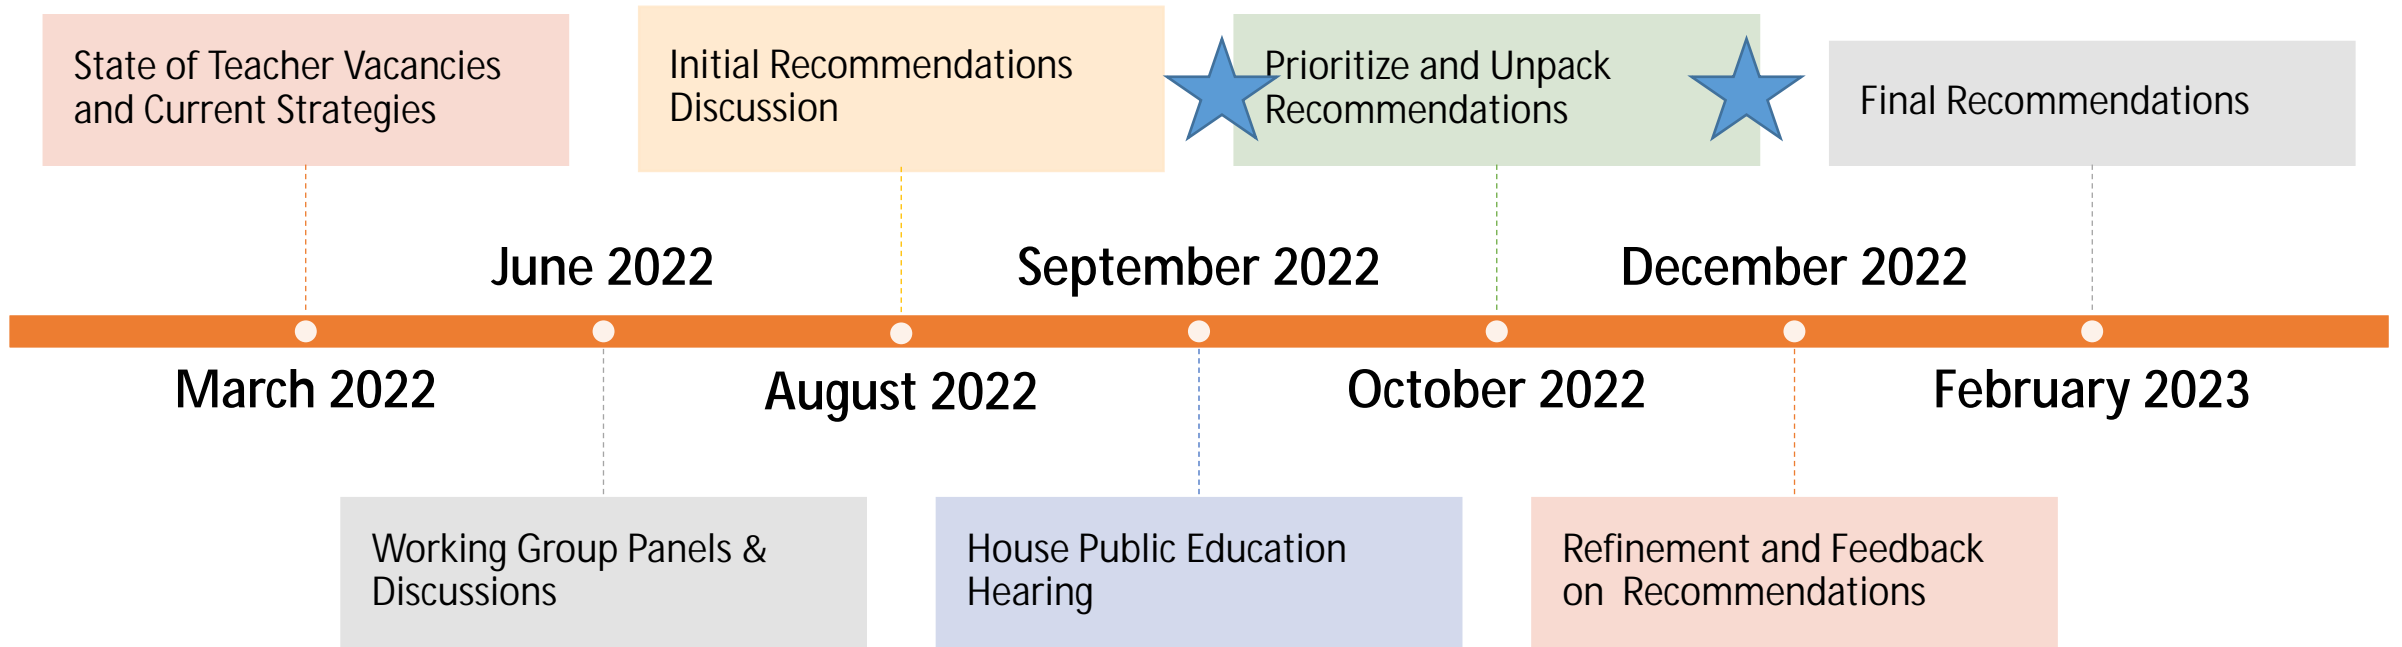 State of Teacher Vacancies
and Current Strategies
Initial Recommendations
Discussion
Prioritize and Unpack
Recommendations
Final Recommendations
June 2022
September 2022
December 2022
March 2022
August 2022
October 2022
February 2023
Working Group Panels &
Discussions
House Public Education
Hearing
Refinement and Feedback
on  Recommendations